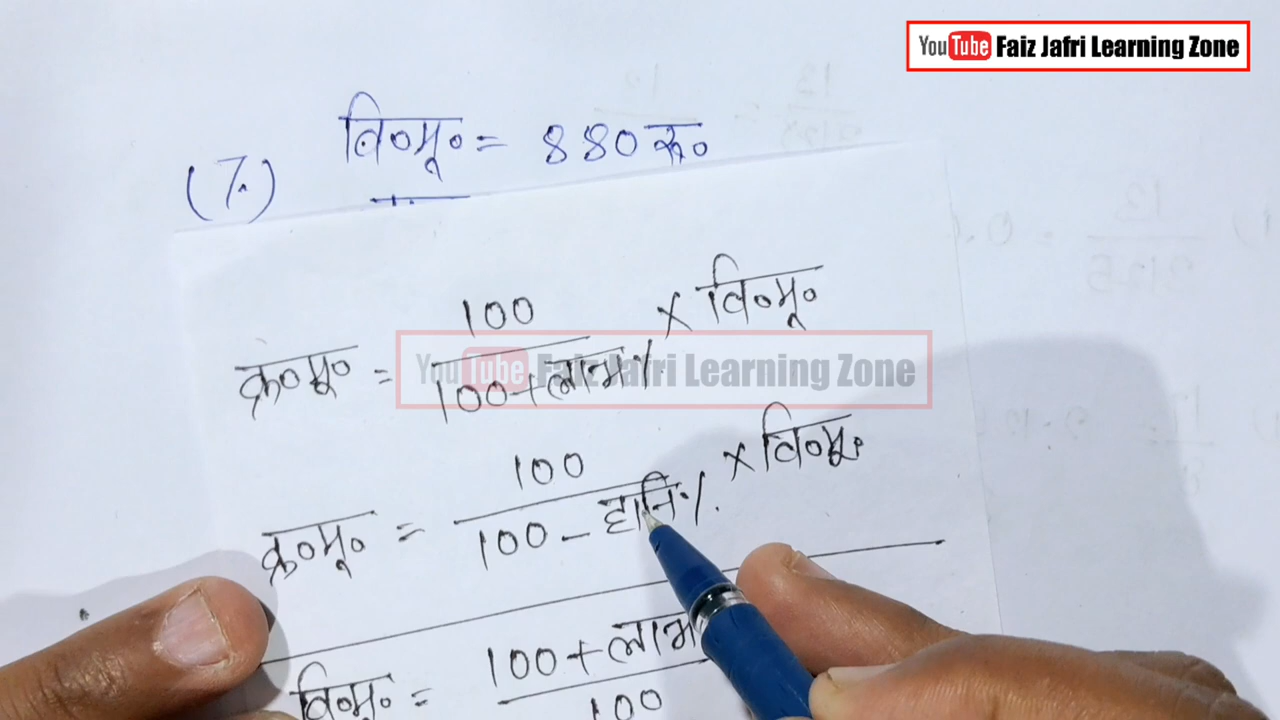 YouTube Faiz Jafri Learning Zone
(7.) वि०मू० = 880 रू०
क्र०मू० = 100 / 100 + लाभ % × वि०मू०
YouTube Faiz Jafri Learning Zone
क्र०मू० = 100 / 100 - हानि % × वि०मू०
वि०मू० = 100 + लाभ / 100